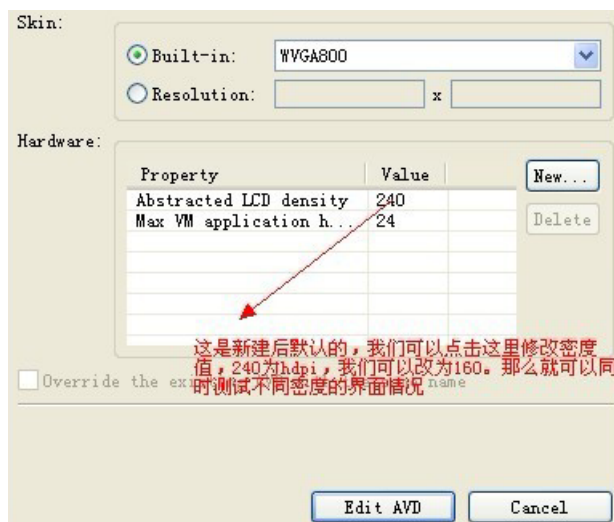 Skin:
Built-in:
WVGA800
Resolution:
x
Hardware:
Property
Value
New...
Abstracted LCD density
240
Delete
Max VM application h...
24
这是新建后默认的，我们可以点击这里修改密度
值，240为hdpi，我们可以改为160。那么就可以同
时测试不同密度的界面情况
Override the exi name
Edit AVD
Cancel